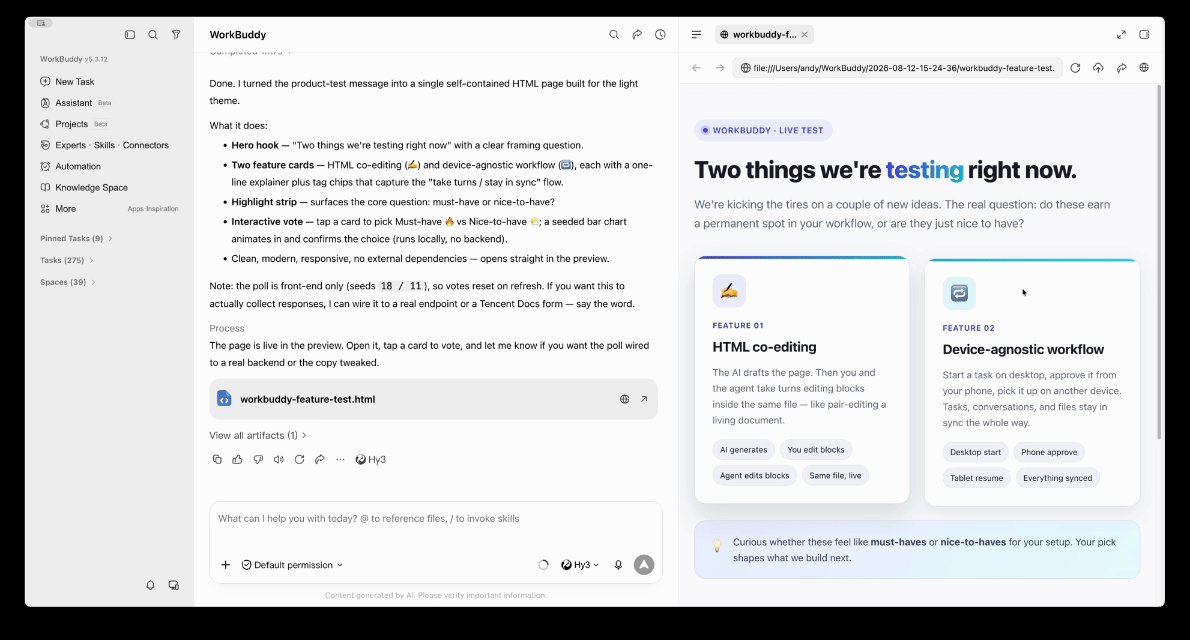 WorkBuddy v5.3.12
New Task
Assistant Beta
Projects Beta
Experts · Skills · Connectors
Automation
Knowledge Space
More Apps·Inspiration
Pinned Tasks (9)
Tasks (275)
Spaces (39)
WorkBuddy
Done. I turned the product-test message into a single self-contained HTML page built for the light
theme.
What it does:
• Hero hook — "Two things we're testing right now" with a clear framing question.
• Two feature cards — HTML co-editing (✍️) and device-agnostic workflow (🔁), each with a one-
line explainer plus tag chips that capture the "take turns / stay in sync" flow.
• Highlight strip — surfaces the core question: must-have or nice-to-have?
• Interactive vote — tap a card to pick Must-have 🔥 vs Nice-to-have 🌤️; a seeded bar chart
animates in and confirms the choice (runs locally, no backend).
• Clean, modern, responsive, no external dependencies — opens straight in the preview.
Note: the poll is front-end only (seeds 18 / 11), so votes reset on refresh. If you want this to
actually collect responses, I can wire it to a real endpoint or a Tencent Docs form — say the word.
Process
The page is live in the preview. Open it, tap a card to vote, and let me know if you want the poll wired
to a real backend or the copy tweaked.
workbuddy-feature-test.html
View all artifacts (1)
Hy3
What can I help you with today? @ to reference files, / to invoke skills
Default permission
Hy3
Content generated by AI. Please verify important information.
workbuddy-f...
file:///Users/andy/WorkBuddy/2026-08-12-15-24-36/workbuddy-feature-test.
WORKBUDDY · LIVE TEST
Two things we're testing right now.
We're kicking the tires on a couple of new ideas. The real question: do these earn
a permanent spot in your workflow, or are they just nice to have?
FEATURE 01
HTML co-editing
The AI drafts the page. Then you and
the agent take turns editing blocks
inside the same file — like pair-editing a
living document.
AI generates
You edit blocks
Agent edits blocks
Same file, live
FEATURE 02
Device-agnostic workflow
Start a task on desktop, approve it from
your phone, pick it up on another device.
Tasks, conversations, and files stay in
sync the whole way.
Desktop start
Phone approve
Tablet resume
Everything synced
Curious whether these feel like must-haves or nice-to-haves for your setup. Your pick
shapes what we build next.